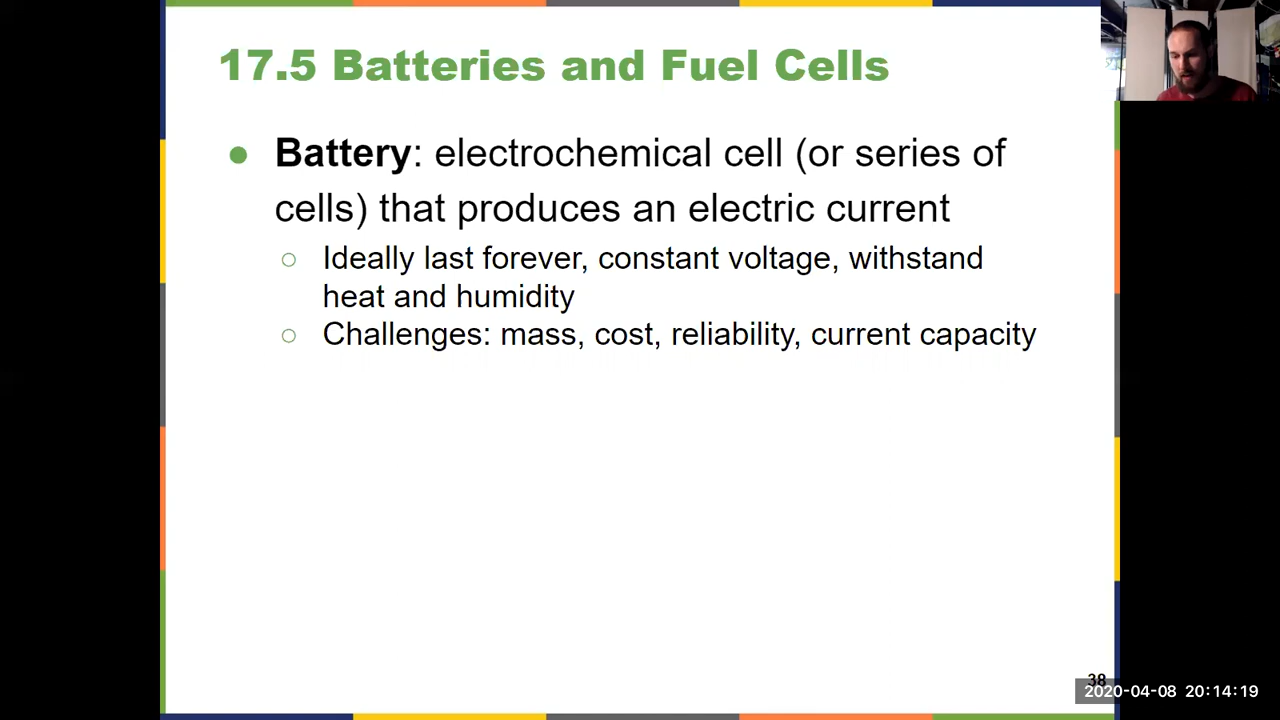 17.5 Batteries and Fuel Cells
● Battery: electrochemical cell (or series of
cells) that produces an electric current
○ Ideally last forever, constant voltage, withstand
heat and humidity
○ Challenges: mass, cost, reliability, current capacity
38
2020-04-08 20:14:19